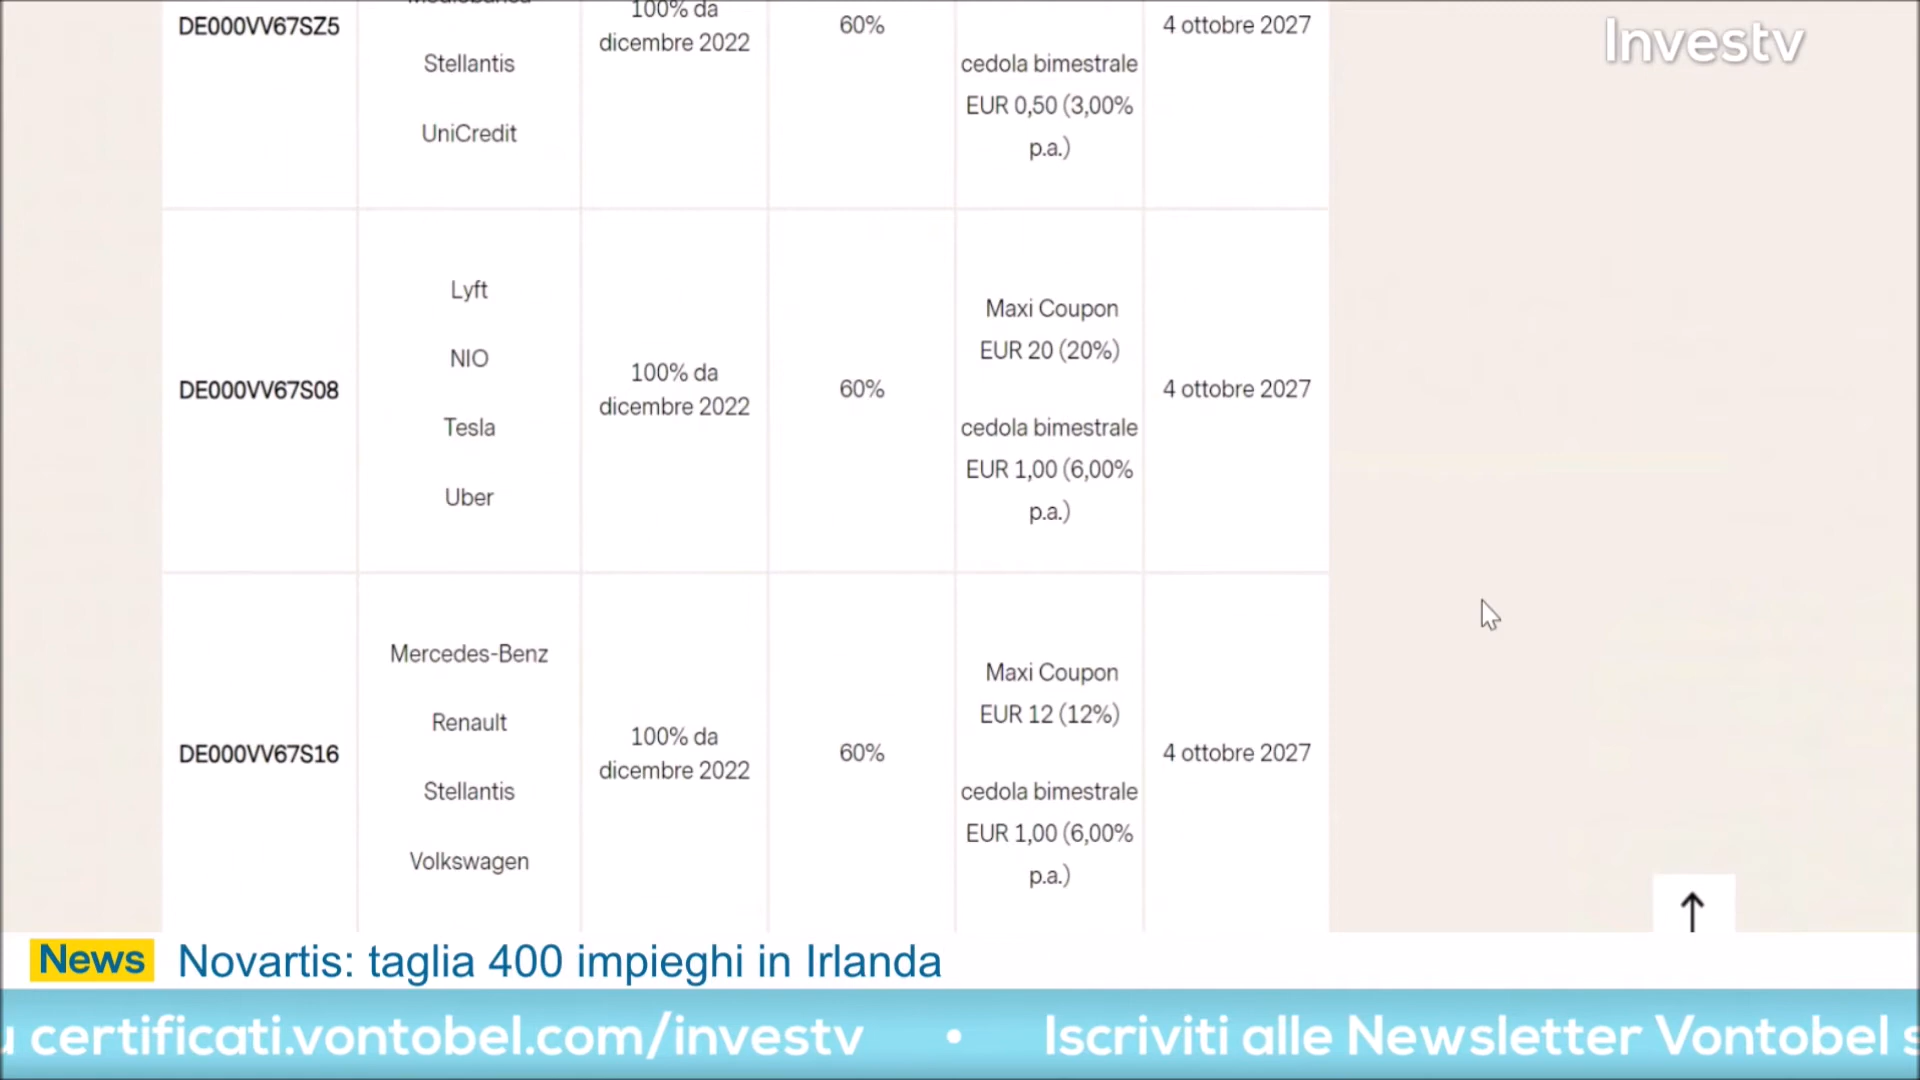 Investv
100% da
DE000VV67SZ5
dicembre 2022
60%
4 ottobre 2027
Stellantis
UniCredit
cedola bimestrale
EUR 0,50 (3,00%
p.a.)
DE000VV67S08
Lyft
NIO
Tesla
Uber
100% da
dicembre 2022
60%
Maxi Coupon
EUR 20 (20%)
cedola bimestrale
EUR 1,00 (6,00%
p.a.)
4 ottobre 2027
DE000VV67S16
Mercedes-Benz
Renault
Stellantis
Volkswagen
100% da
dicembre 2022
60%
Maxi Coupon
EUR 12 (12%)
cedola bimestrale
EUR 1,00 (6,00%
p.a.)
4 ottobre 2027
News Novartis: taglia 400 impieghi in Irlanda
certificati.vontobel.com/investv • Iscriviti alle Newsletter Vontobel